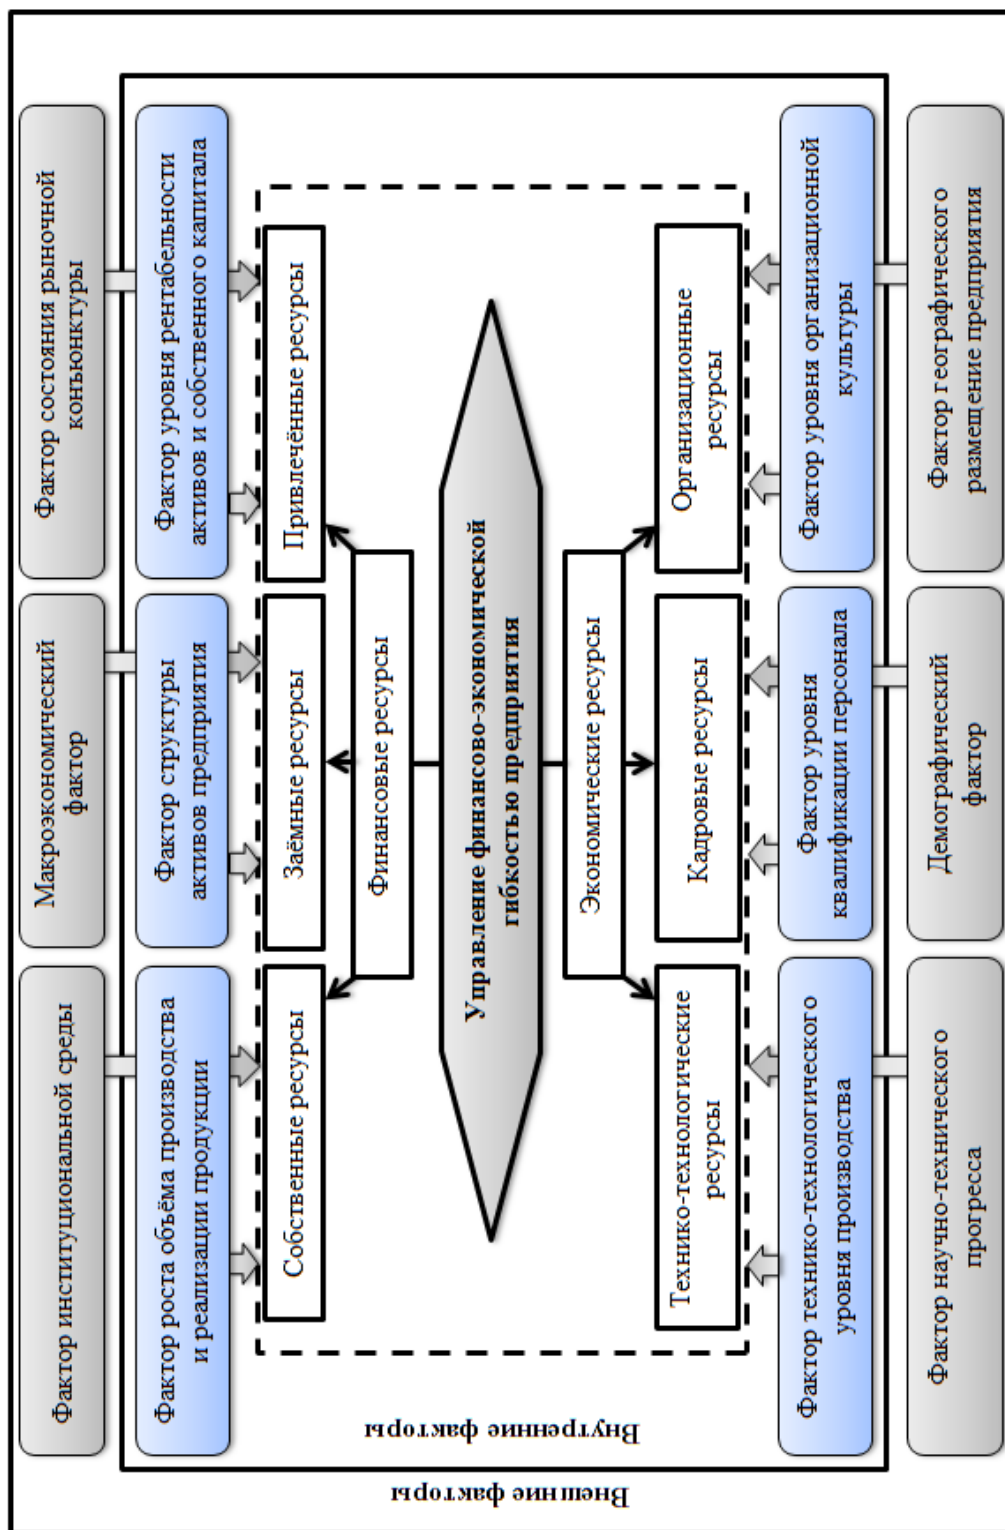 Внешние факторы
Внутренние факторы
Фактор институциональной среды
Макроэкономический
фактор
Фактор состояния рыночной
конъюнктуры
Фактор роста объёма производства
и реализации продукции
Фактор структуры
активов предприятия
Фактор уровня рентабельности
активов и собственного капитала
Собственные ресурсы
Заёмные ресурсы
Привлечённые ресурсы
Финансовые ресурсы
Управление финансово-экономической
гибкостью предприятия
Экономические ресурсы
Технико-технологические
ресурсы
Кадровые ресурсы
Организационные
ресурсы
Фактор технико-технологического
уровня производства
Фактор уровня
квалификации персонала
Фактор уровня организационной
культуры
Фактор научно-технического
прогресса
Демографический
фактор
Фактор географического
размещение предприятия